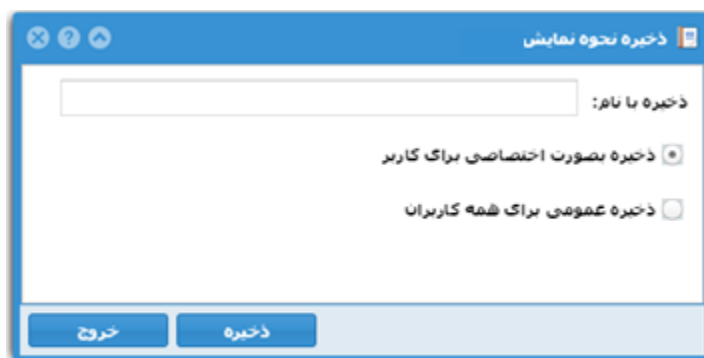 ذخیره نحوه نمایش
ذخیره با نام:
ذخیره بصورت اختصاصی برای کاربر
ذخیره عمومی برای همه کاربران
ذخیره
خروج